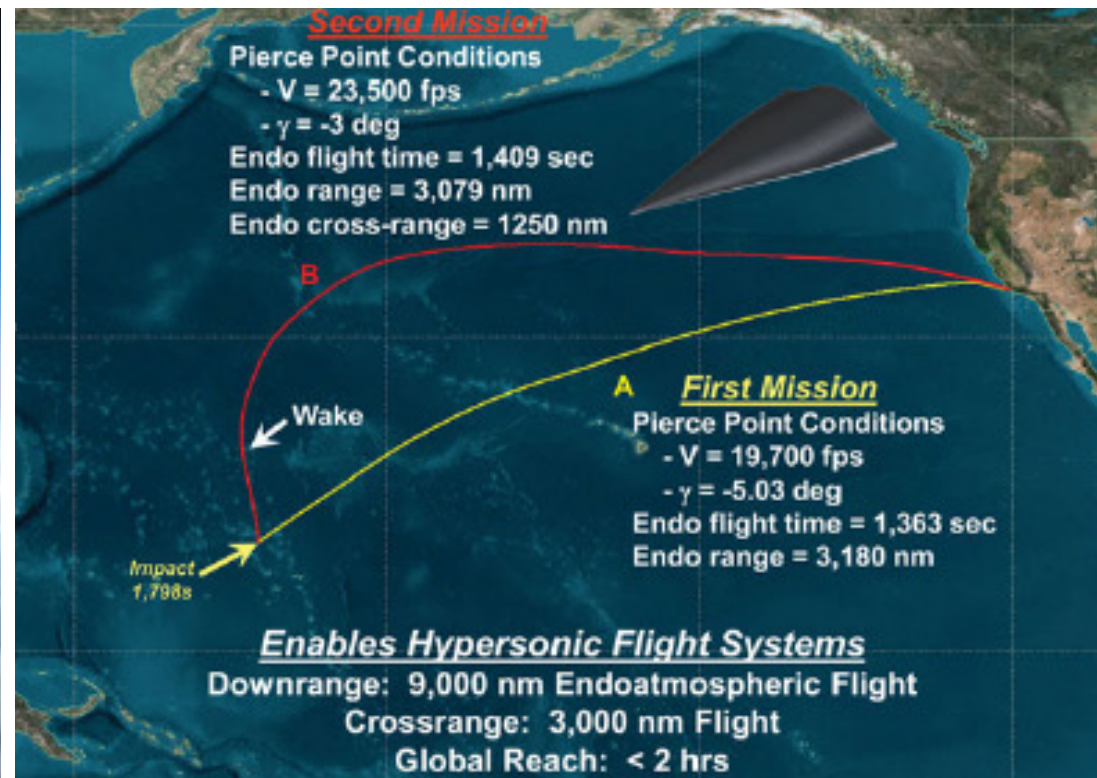 Second Mission
Pierce Point Conditions
- V = 23,500 fps
- γ = -3 deg
Endo flight time = 1,409 sec
Endo range = 3,079 nm
Endo cross-range = 1250 nm
B
A
First Mission
Pierce Point Conditions
- V = 19,700 fps
- γ = -5.03 deg
Endo flight time = 1,363 sec
Endo range = 3,180 nm
Wake
Impact
1,798s
Enables Hypersonic Flight Systems
Downrange: 9,000 nm Endoatmospheric Flight
Crossrange: 3,000 nm Flight
Global Reach: < 2 hrs